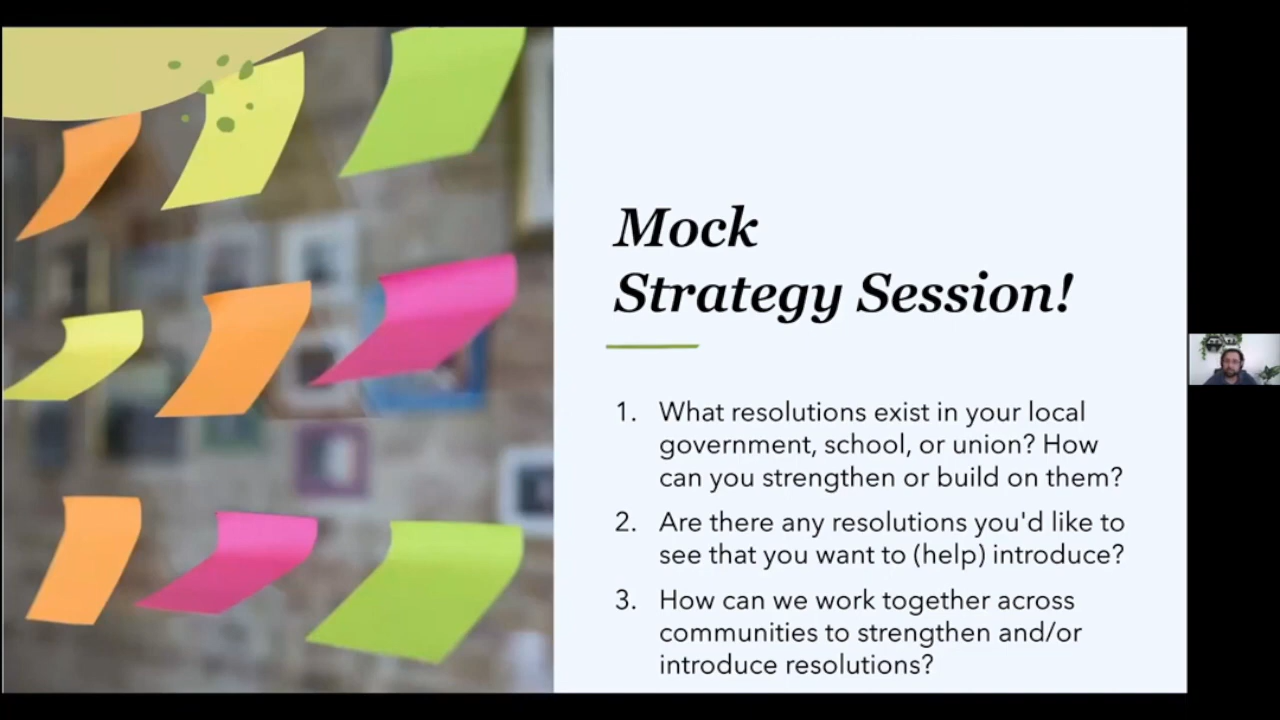 Mock
Strategy Session!
1. What resolutions exist in your local
government, school, or union? How
can you strengthen or build on them?
2. Are there any resolutions you'd like to
see that you want to (help) introduce?
3. How can we work together across
communities to strengthen and/or
introduce resolutions?